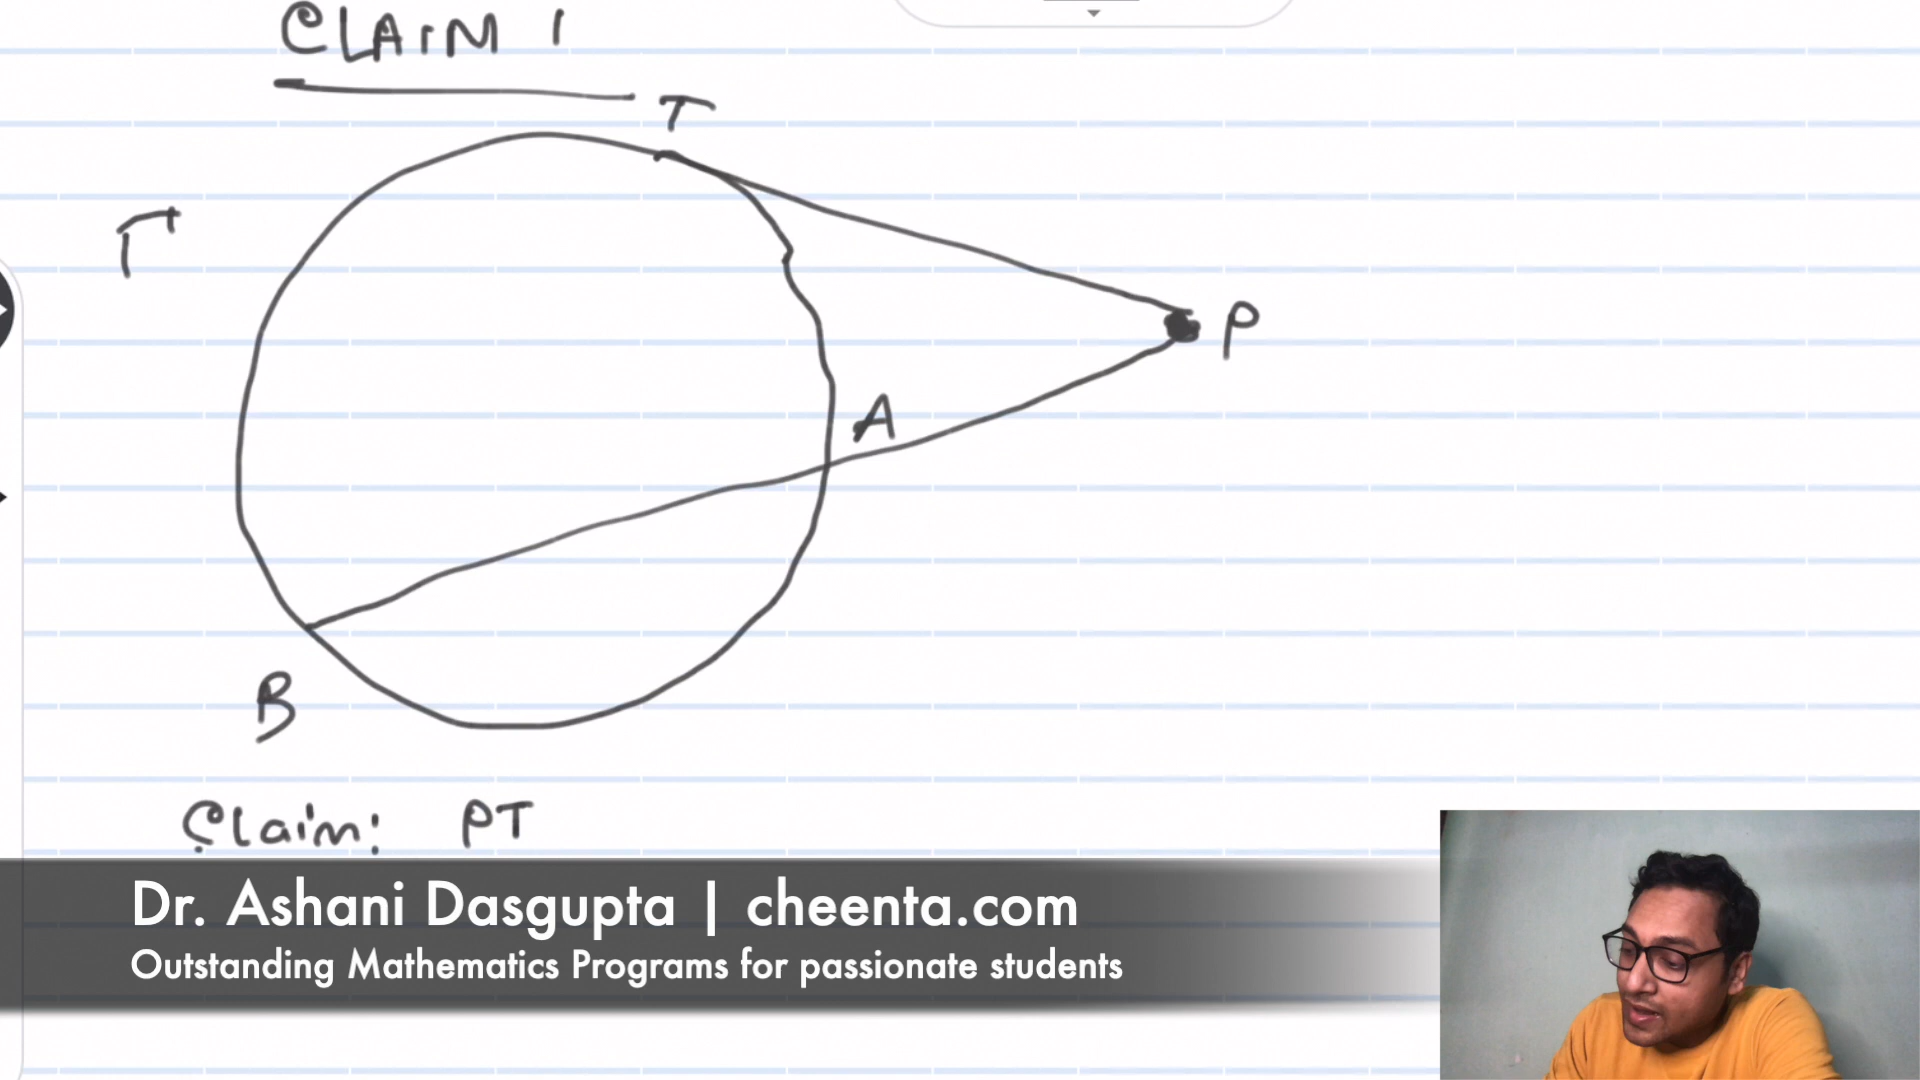 CLAIM 1
T
Γ
P
A
B
Claim: PT
Dr. Ashani Dasgupta | cheenta.com
Outstanding Mathematics Programs for passionate students